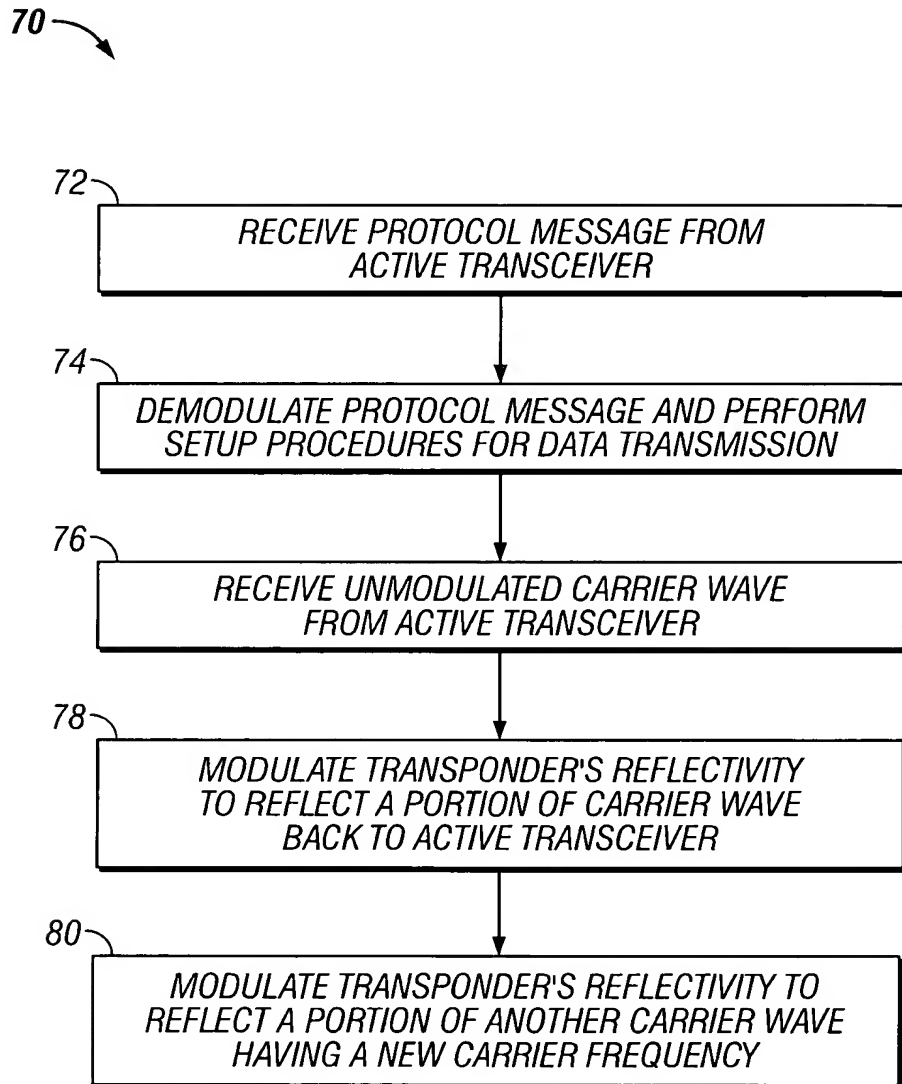 70
72
RECEIVE PROTOCOL MESSAGE FROM
ACTIVE TRANSCEIVER
74
DEMODULATE PROTOCOL MESSAGE AND PERFORM
SETUP PROCEDURES FOR DATA TRANSMISSION
76
RECEIVE UNMODULATED CARRIER WAVE
FROM ACTIVE TRANSCEIVER
78
MODULATE TRANSPONDER'S REFLECTIVITY
TO REFLECT A PORTION OF CARRIER WAVE
BACK TO ACTIVE TRANSCEIVER
80
MODULATE TRANSPONDER'S REFLECTIVITY TO
REFLECT A PORTION OF ANOTHER CARRIER WAVE
HAVING A NEW CARRIER FREQUENCY